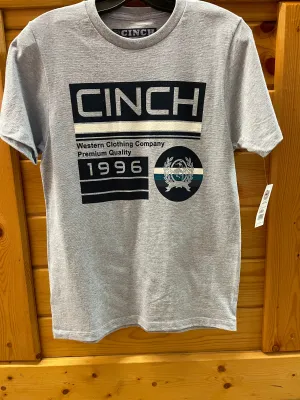 CINCH
CINCH
Western Clothing Company
Premium Quality
1996